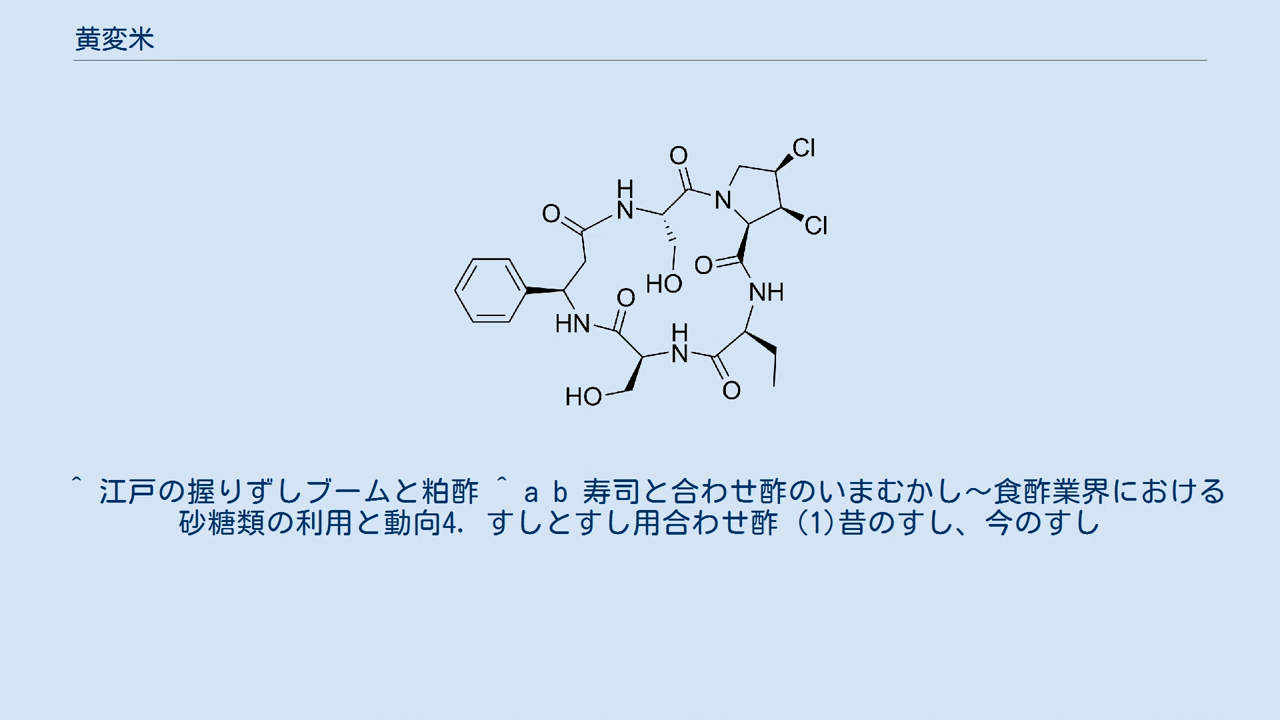 黄変米
O
Cl
H
N
O
N
Cl
O
HO
O
NH
HN
H
N
HO
O
^ 江戸の握りずしブームと粕酢 ^ a b 寿司と合わせ酢のいまむかし～食酢業界における
砂糖類の利用と動向4. すしとすし用合わせ酢 (1)昔のすし、今のすし